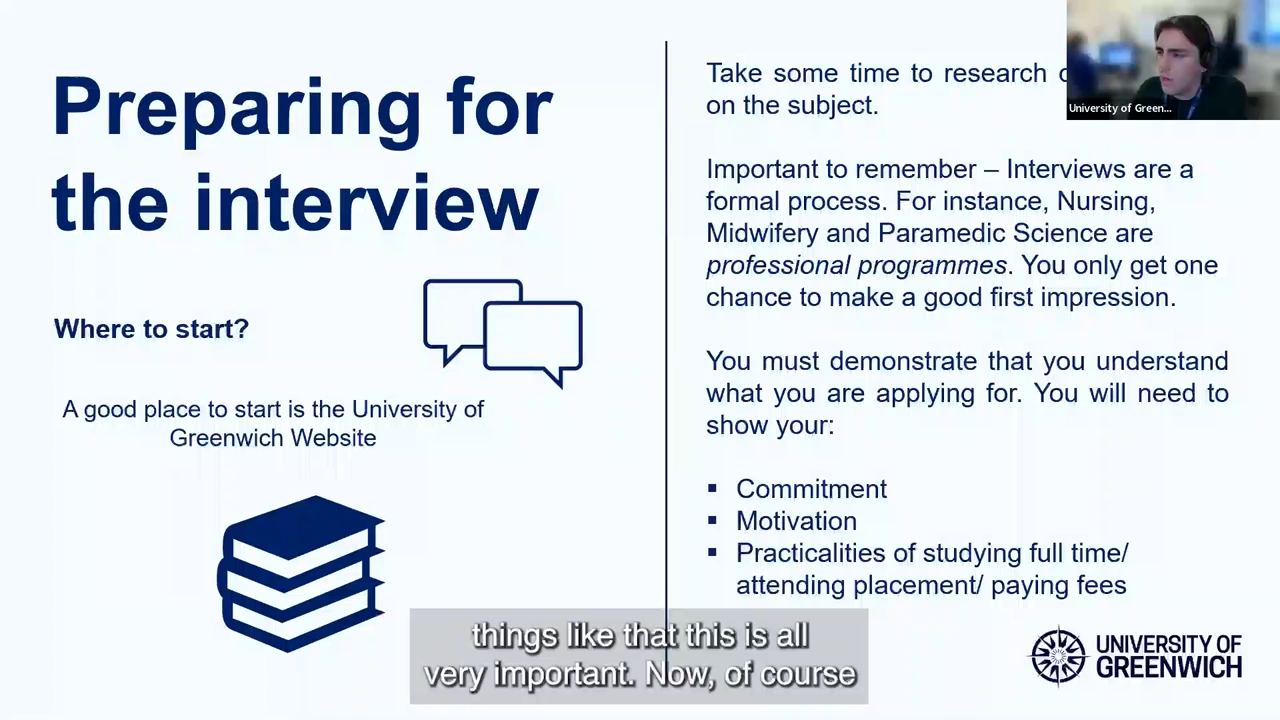 Preparing for
the interview
Where to start?
A good place to start is the University of
Greenwich Website
Take some time to research
on the subject.
Important to remember – Interviews are a
formal process. For instance, Nursing,
Midwifery and Paramedic Science are
professional programmes. You only get one
chance to make a good first impression.
You must demonstrate that you understand
what you are applying for. You will need to
show your:
▪ Commitment
▪ Motivation
▪ Practicalities of studying full time/
attending placement/ paying fees
University of Green...
things like that this is all
very important. Now, of course
UNIVERSITY OF
GREENWICH